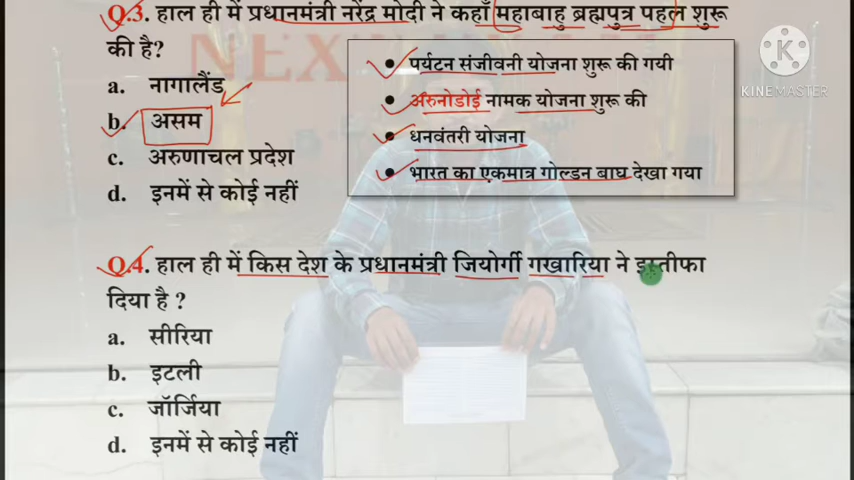 Q.3. हाल ही में प्रधानमंत्री नरेंद्र मोदी ने कहाँ महाबाहु ब्रह्मपुत्र पहल शुरू
की है?
• पर्यटन संजीवनी योजना शुरू की गयी
a. नागालैंड
• अरुनोडोई नामक योजना शुरू की
b. असम
• धनवंतरी योजना
c. अरुणाचल प्रदेश
• भारत का एकमात्र गोल्डन बाघ देखा गया
d. इनमें से कोई नहीं
Q.4. हाल ही में किस देश के प्रधानमंत्री जियोर्गी गखारिया ने इस्तीफा
दिया है ?
a. सीरिया
b. इटली
c. जॉर्जिया
d. इनमें से कोई नहीं
KINEMASTER